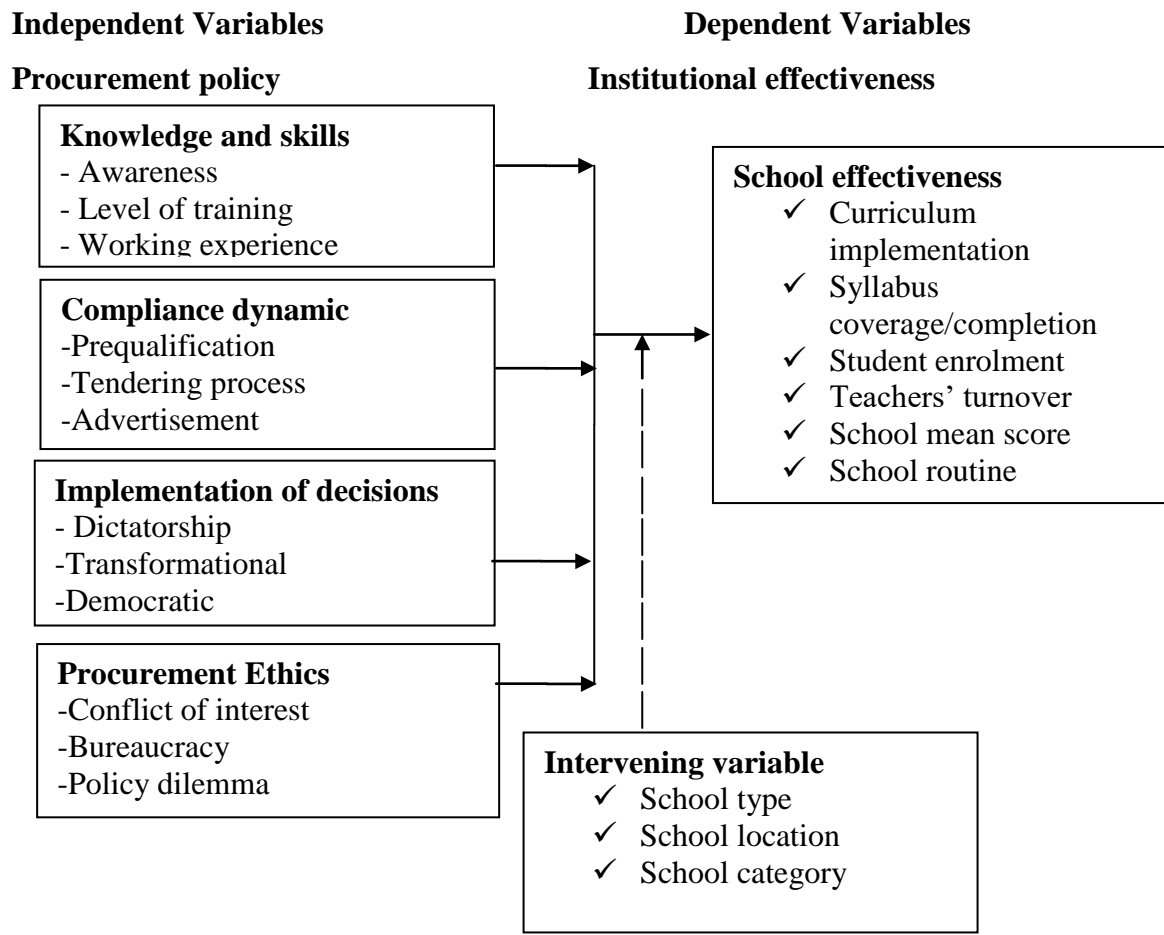 Independent Variables
Dependent Variables
Procurement policy
Institutional effectiveness
Knowledge and skills
- Awareness
- Level of training
- Working experience
Compliance dynamic
-Prequalification
-Tendering process
-Advertisement
Implementation of decisions
- Dictatorship
-Transformational
-Democratic
Procurement Ethics
-Conflict of interest
-Bureaucracy
-Policy dilemma
School effectiveness
✓ Curriculum
implementation
✓ Syllabus
coverage/completion
✓ Student enrolment
✓ Teachers’ turnover
✓ School mean score
✓ School routine
Intervening variable
✓ School type
✓ School location
✓ School category